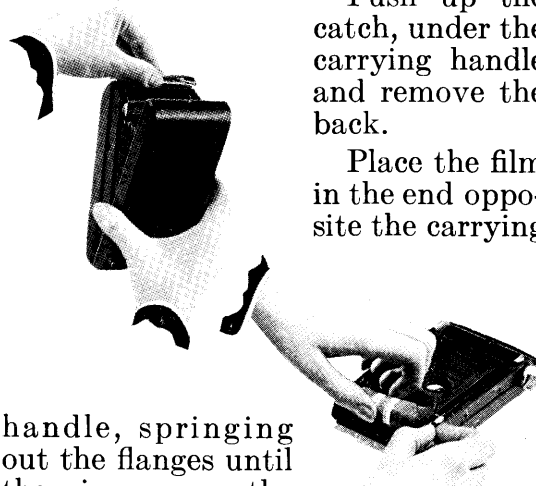 Push up the
catch, under the
carrying handle
and remove the
back.
Place the film
in the end oppo-
site the carrying
handle, springing
out the flanges until